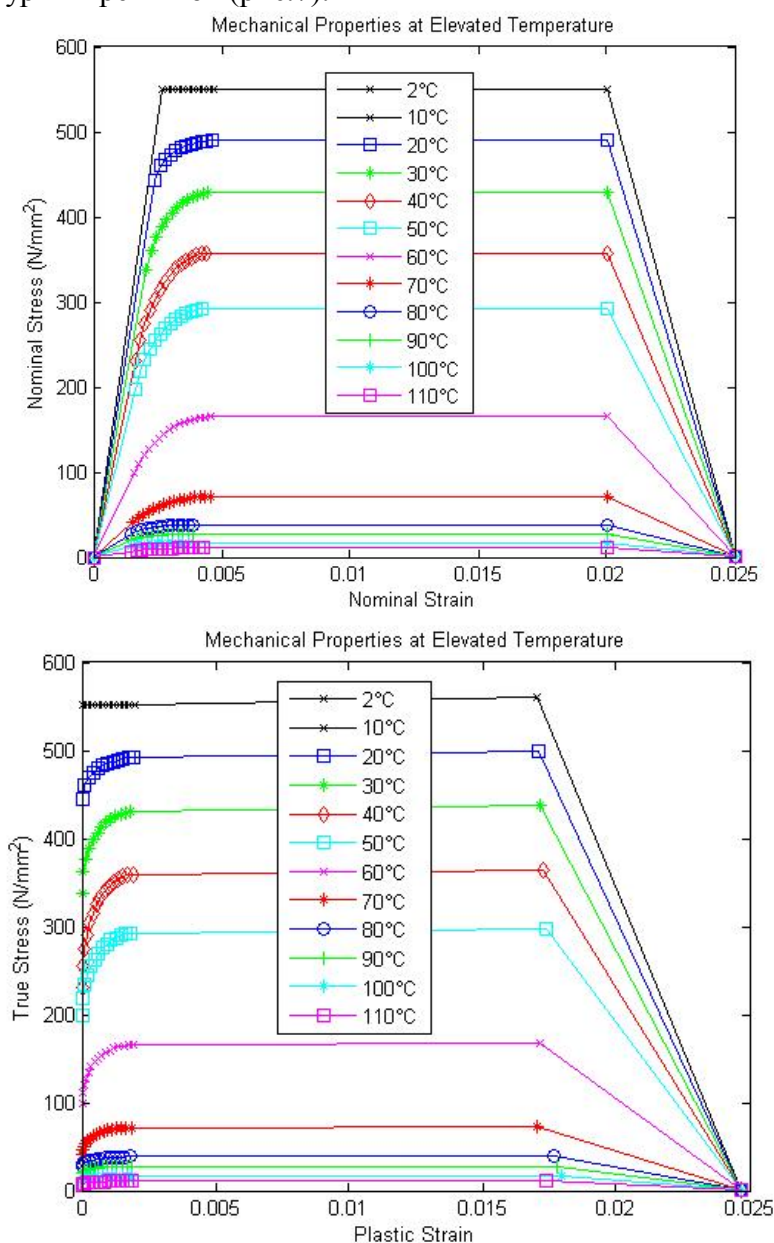 Mechanical Properties at Elevated Temperature
600
500
400
300
200
100
0
Nominal Stress (N/mm²)
2°C
10°C
20°C
30°C
40°C
50°C
60°C
70°C
80°C
90°C
100°C
110°C
0 0.005 0.01 0.015 0.02 0.025
Nominal Strain
Mechanical Properties at Elevated Temperature
600
500
400
300
200
100
0
True Stress (N/mm²)
2°C
10°C
20°C
30°C
40°C
50°C
60°C
70°C
80°C
90°C
100°C
110°C
0 0.005 0.01 0.015 0.02 0.025
Plastic Strain